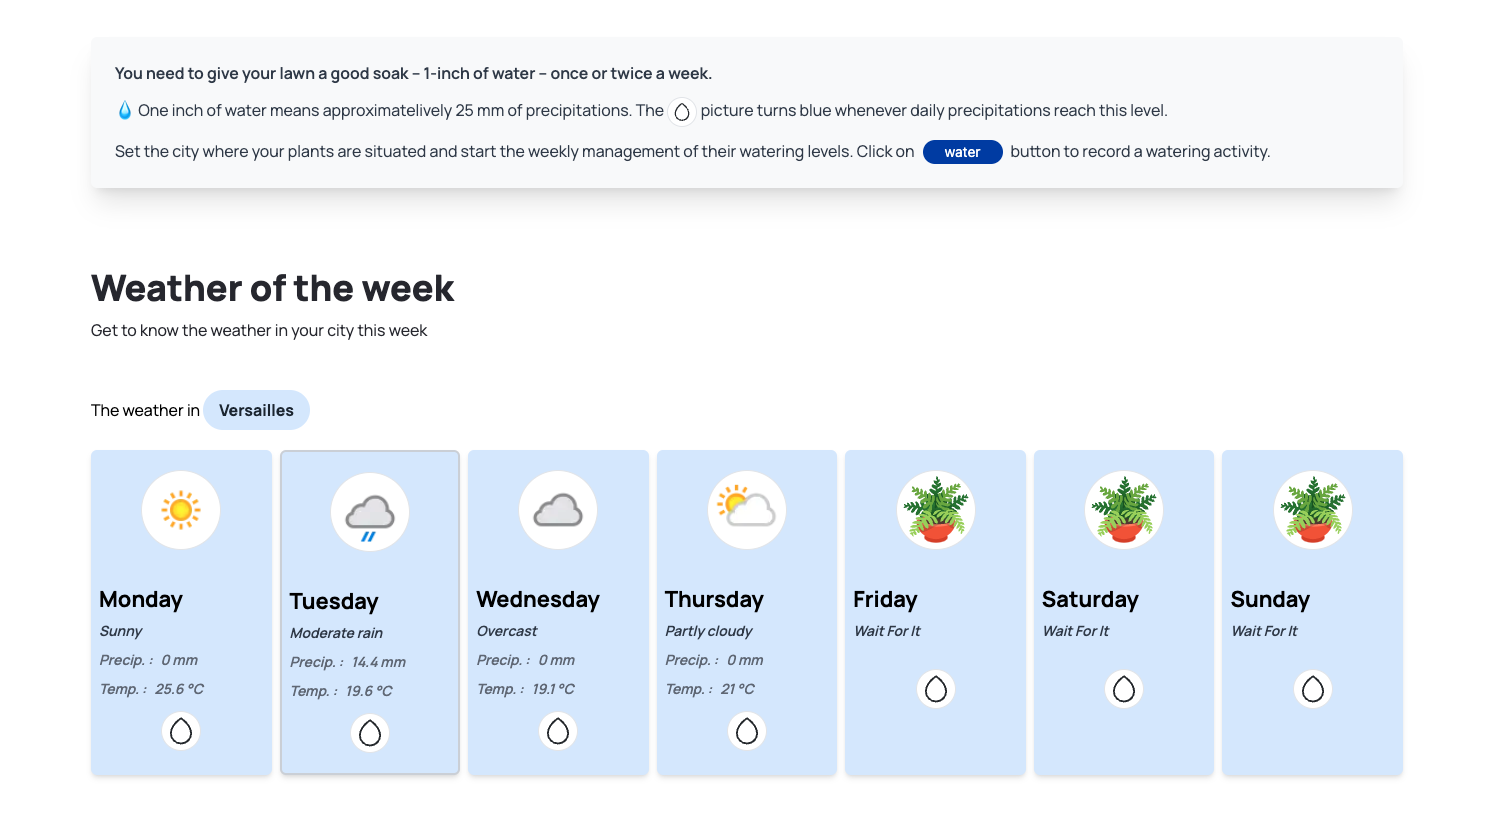 You need to give your lawn a good soak – 1-inch of water – once or twice a week.
One inch of water means approximatelively 25 mm of precipitations. The picture turns blue whenever daily precipitations reach this level.
Set the city where your plants are situated and start the weekly management of their watering levels. Click on water button to record a watering activity.
Weather of the week
Get to know the weather in your city this week
The weather in Versailles
Monday
Sunny
Precip. : 0 mm
Temp. : 25.6 °C
Tuesday
Moderate rain
Precip. : 14.4 mm
Temp. : 19.6 °C
Wednesday
Overcast
Precip. : 0 mm
Temp. : 19.1 °C
Thursday
Partly cloudy
Precip. : 0 mm
Temp. : 21 °C
Friday
Wait For It
Saturday
Wait For It
Sunday
Wait For It